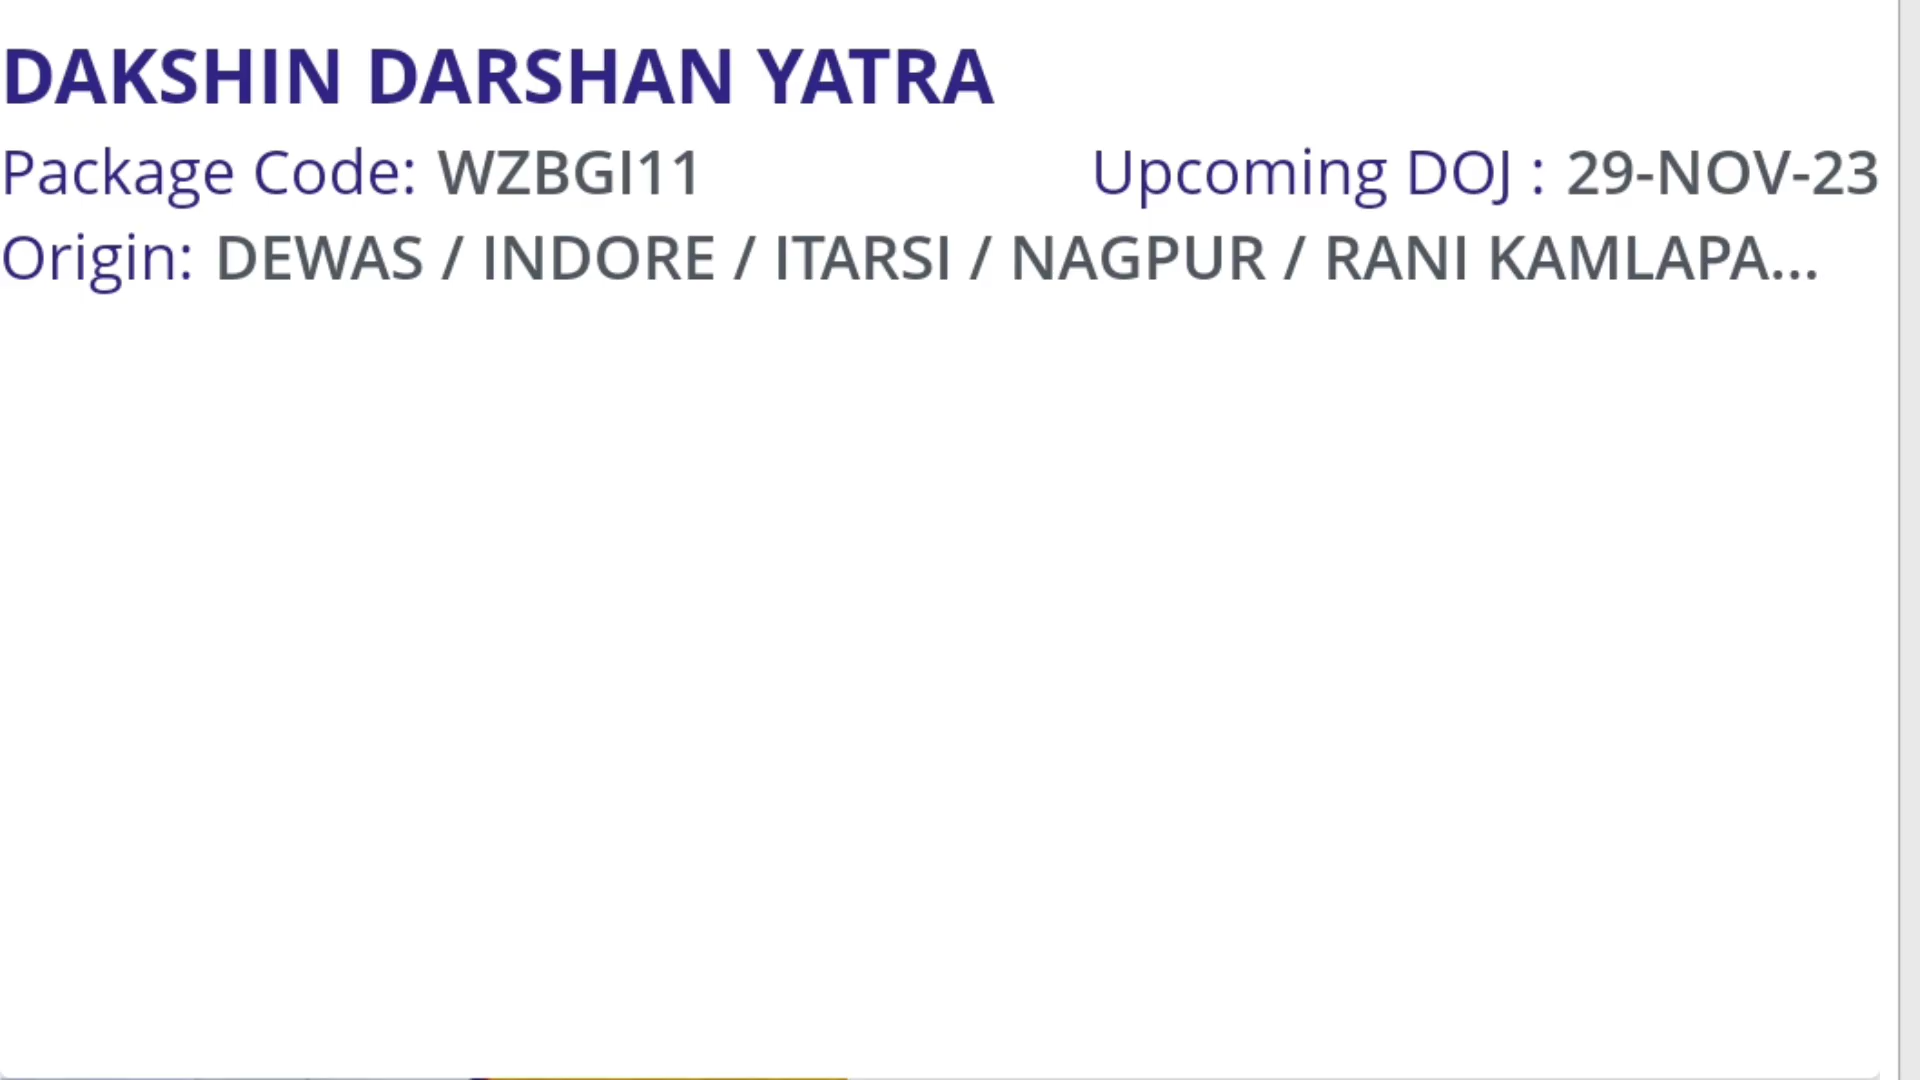 DAKSHIN DARSHAN YATRA
Package Code: WZBGI11 Upcoming DOJ : 29-NOV-23
Origin: DEWAS / INDORE / ITARSI / NAGPUR / RANI KAMLAPA...